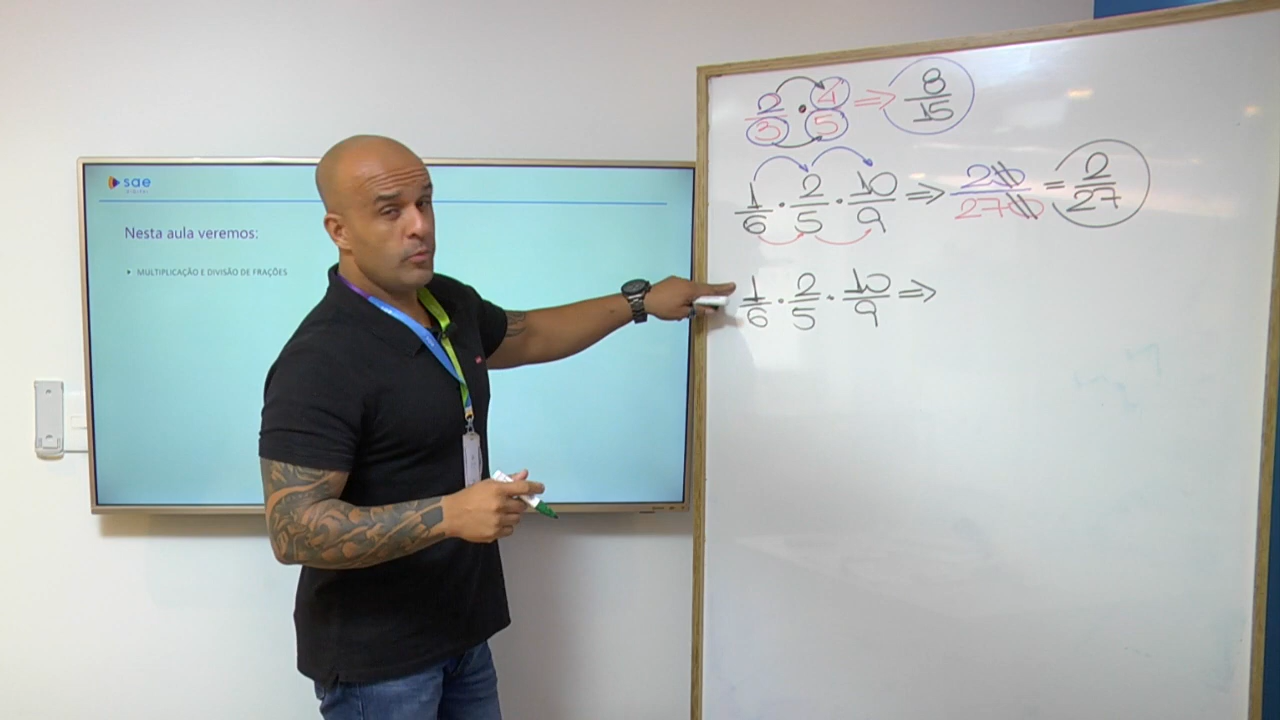 sae
DIGITAL
Nesta aula veremos:
▸ MULTIPLICAÇÃO E DIVISÃO DE FRAÇÕES
2/3 · 4/5 ⇒ 8/15
1/6 · 2/5 · 10/9 ⇒ 20/270 = 2/27
1/6 · 2/5 · 10/9 ⇒